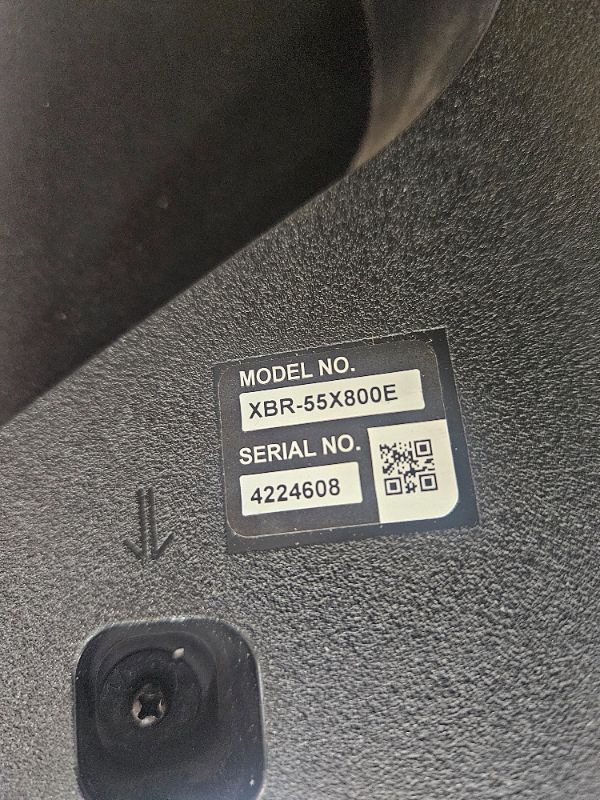 MODEL NO.
XBR-55X800E
SERIAL NO.
4224608